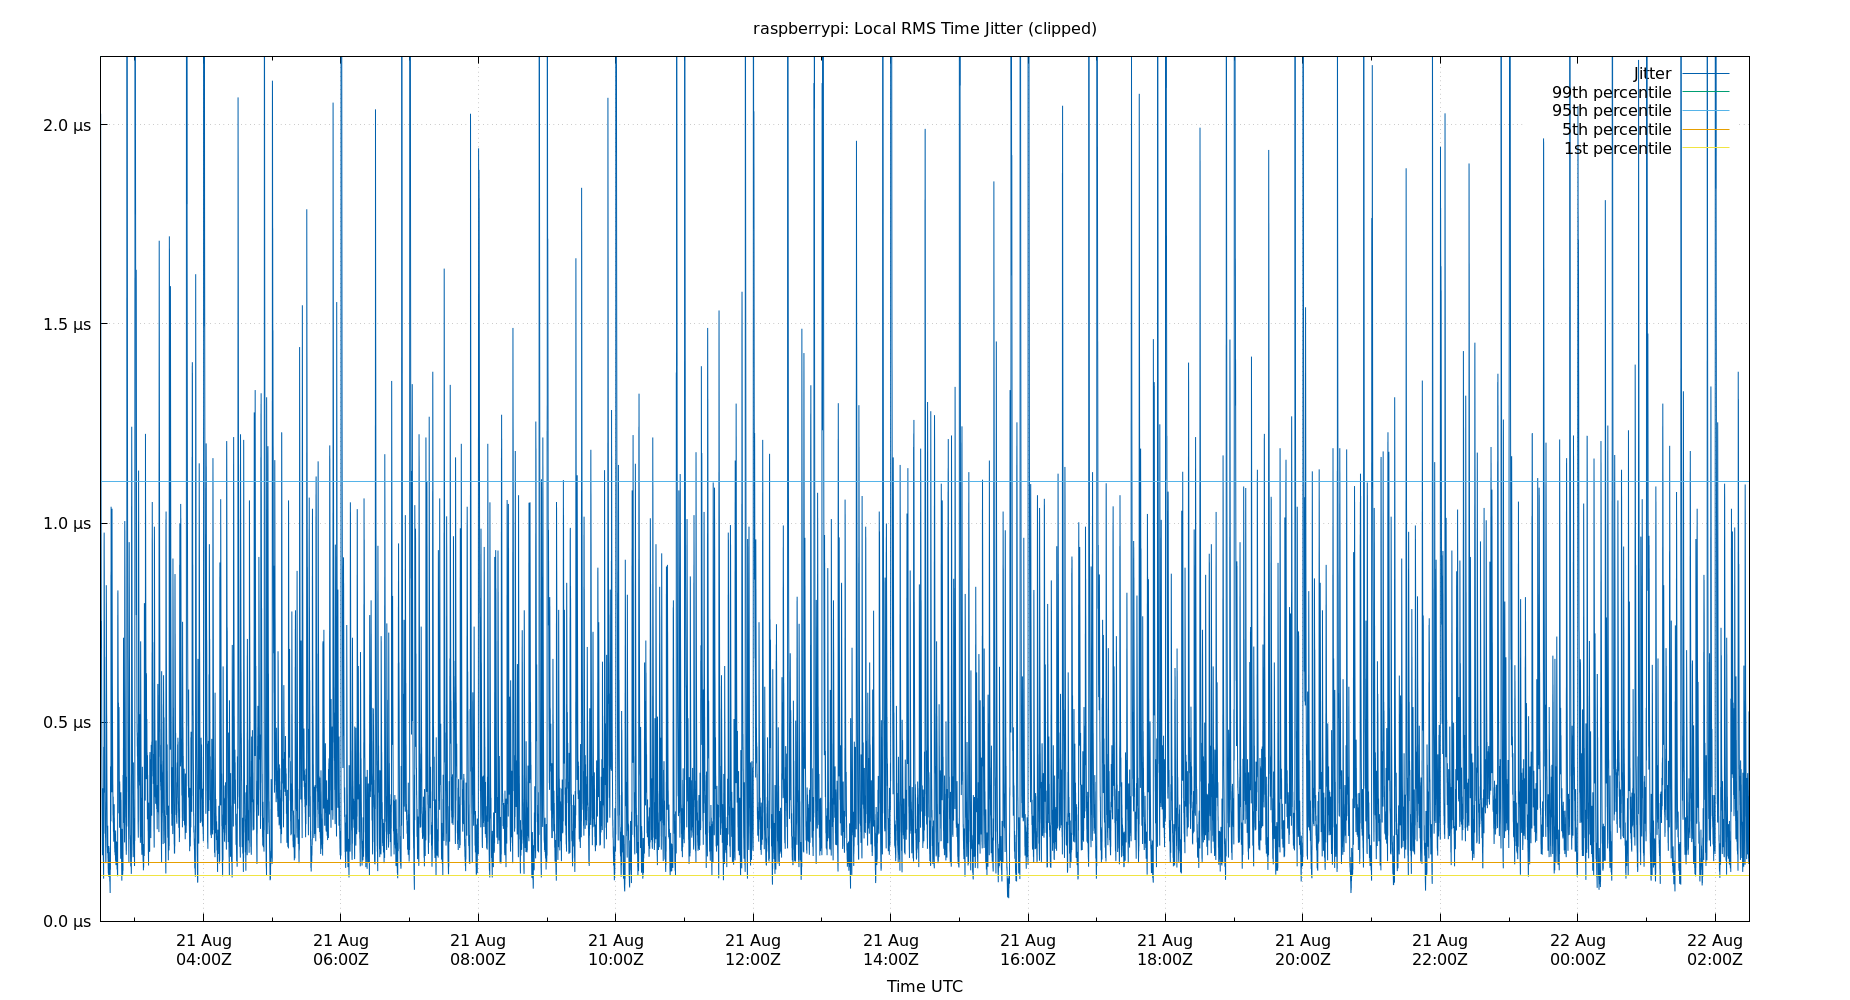 raspberrypi: Local RMS Time Jitter (clipped)
Jitter
99th percentile
95th percentile
5th percentile
1st percentile
2.0 µs
1.5 µs
1.0 µs
0.5 µs
0.0 µs
21 Aug 21 Aug 21 Aug 21 Aug 21 Aug 21 Aug 21 Aug 21 Aug 21 Aug 21 Aug 22 Aug 22 Aug
04:00Z 06:00Z 08:00Z 10:00Z 12:00Z 14:00Z 16:00Z 18:00Z 20:00Z 22:00Z 00:00Z 02:00Z
Time UTC